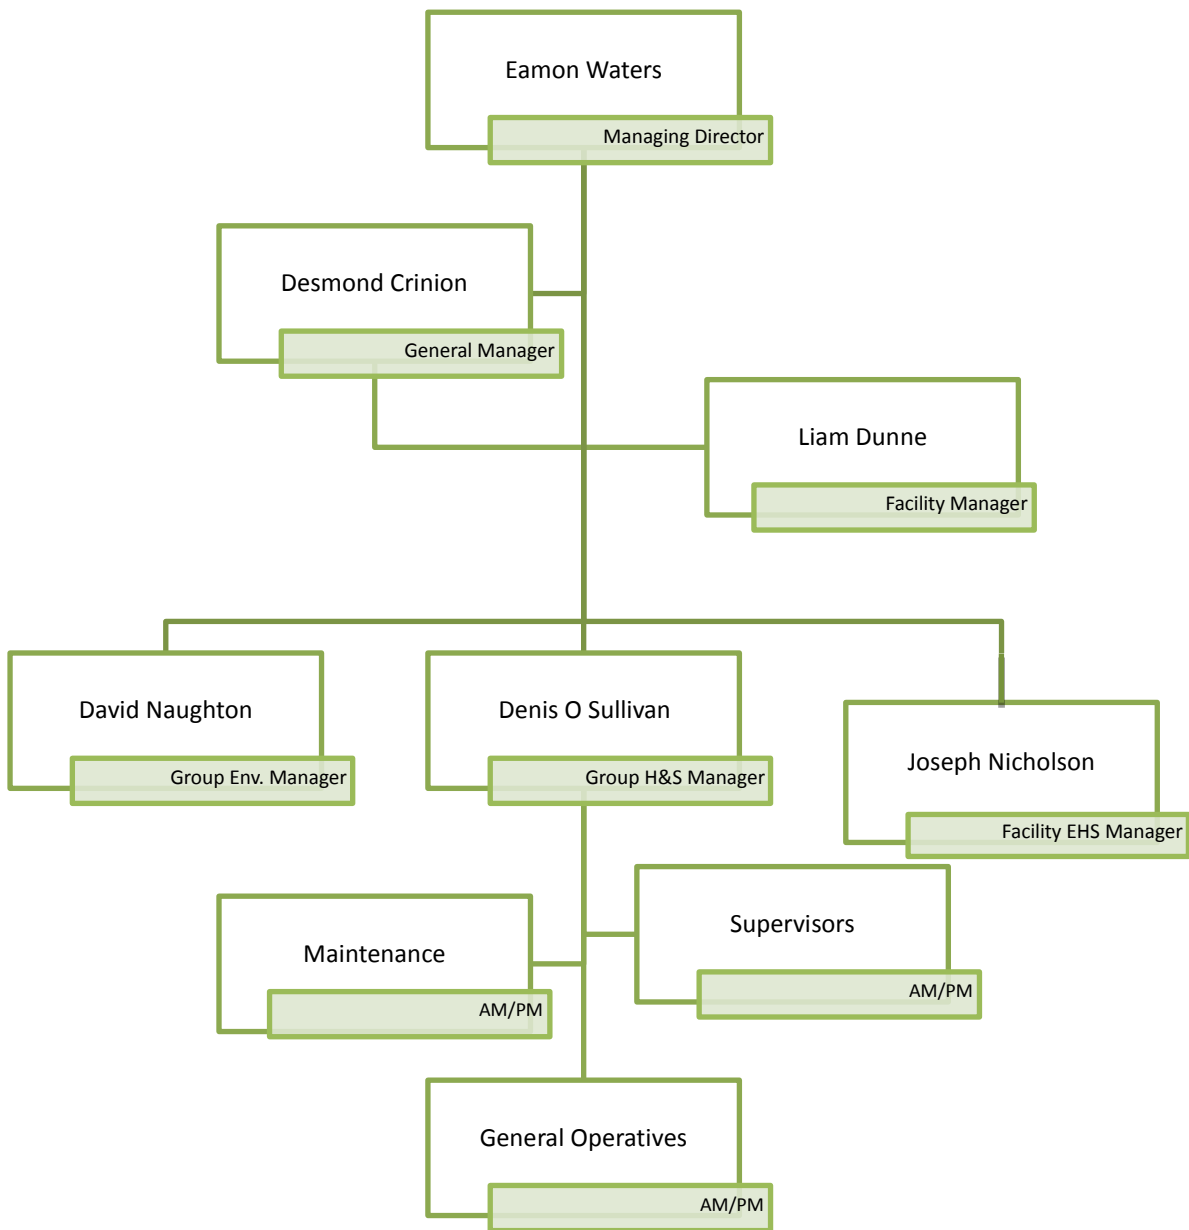 Eamon Waters
Managing Director
Desmond Crinion
General Manager
Liam Dunne
Facility Manager
David Naughton
Group Env. Manager
Denis O Sullivan
Group H&S Manager
Joseph Nicholson
Facility EHS Manager
Supervisors
AM/PM
Maintenance
AM/PM
General Operatives
AM/PM